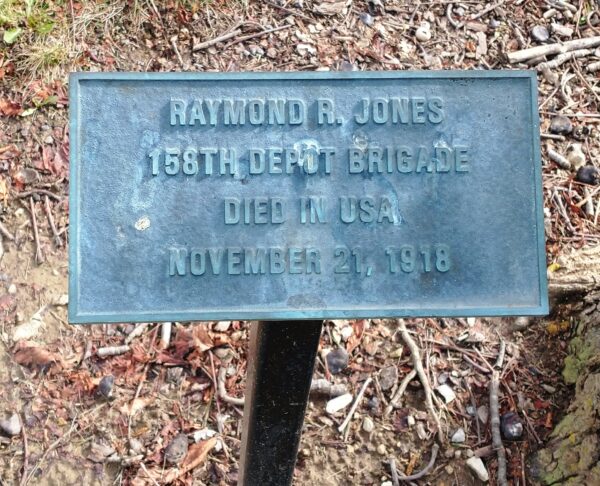 RAYMOND R. JONES
158TH DEPOT BRIGADE
DIED IN USA
NOVEMBER 21, 1918